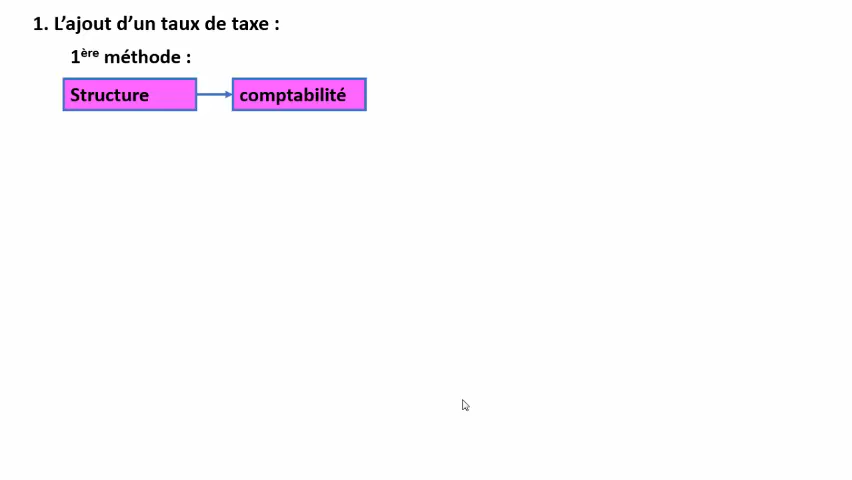 1. L’ajout d’un taux de taxe :
1ère méthode :
Structure
comptabilité